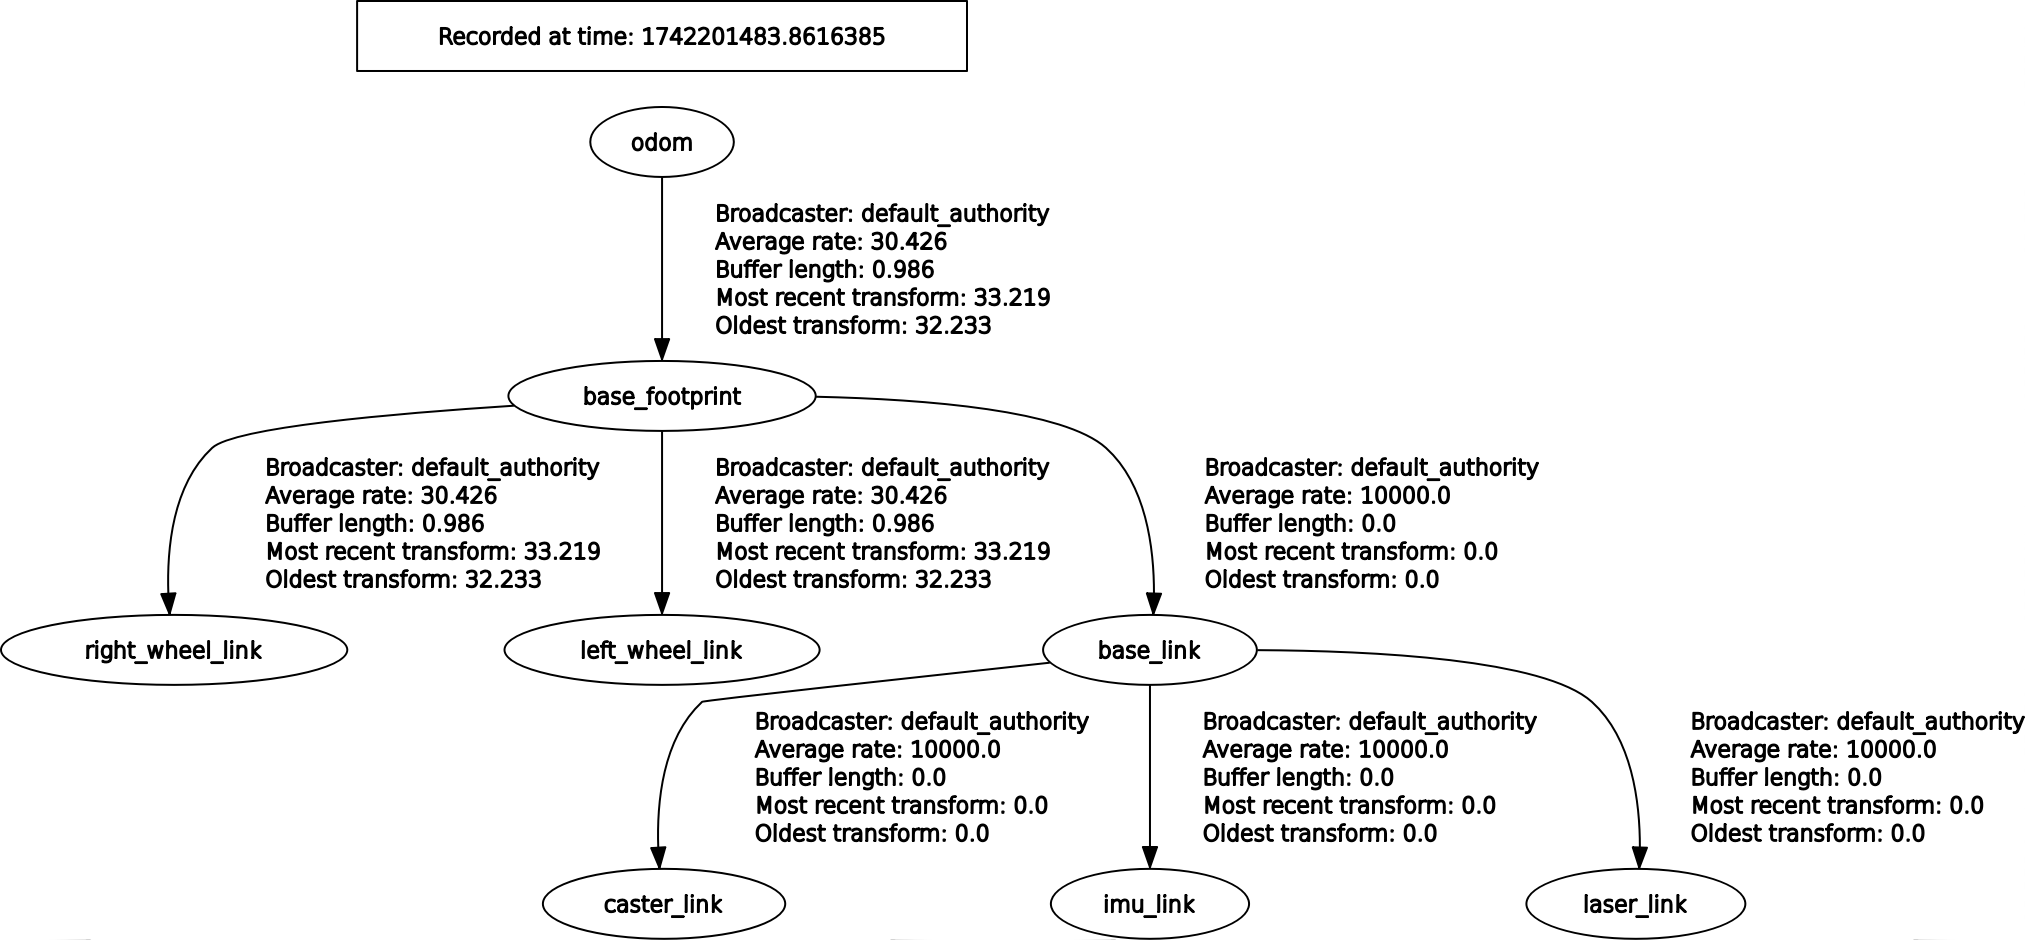 Recorded at time: 1742201483.8616385
odom
Broadcaster: default_authority
Average rate: 30.426
Buffer length: 0.986
Most recent transform: 33.219
Oldest transform: 32.233
base_footprint
Broadcaster: default_authority
Average rate: 30.426
Buffer length: 0.986
Most recent transform: 33.219
Oldest transform: 32.233
Broadcaster: default_authority
Average rate: 30.426
Buffer length: 0.986
Most recent transform: 33.219
Oldest transform: 32.233
Broadcaster: default_authority
Average rate: 10000.0
Buffer length: 0.0
Most recent transform: 0.0
Oldest transform: 0.0
right_wheel_link
left_wheel_link
base_link
Broadcaster: default_authority
Average rate: 10000.0
Buffer length: 0.0
Most recent transform: 0.0
Oldest transform: 0.0
Broadcaster: default_authority
Average rate: 10000.0
Buffer length: 0.0
Most recent transform: 0.0
Oldest transform: 0.0
Broadcaster: default_authority
Average rate: 10000.0
Buffer length: 0.0
Most recent transform: 0.0
Oldest transform: 0.0
caster_link
imu_link
laser_link